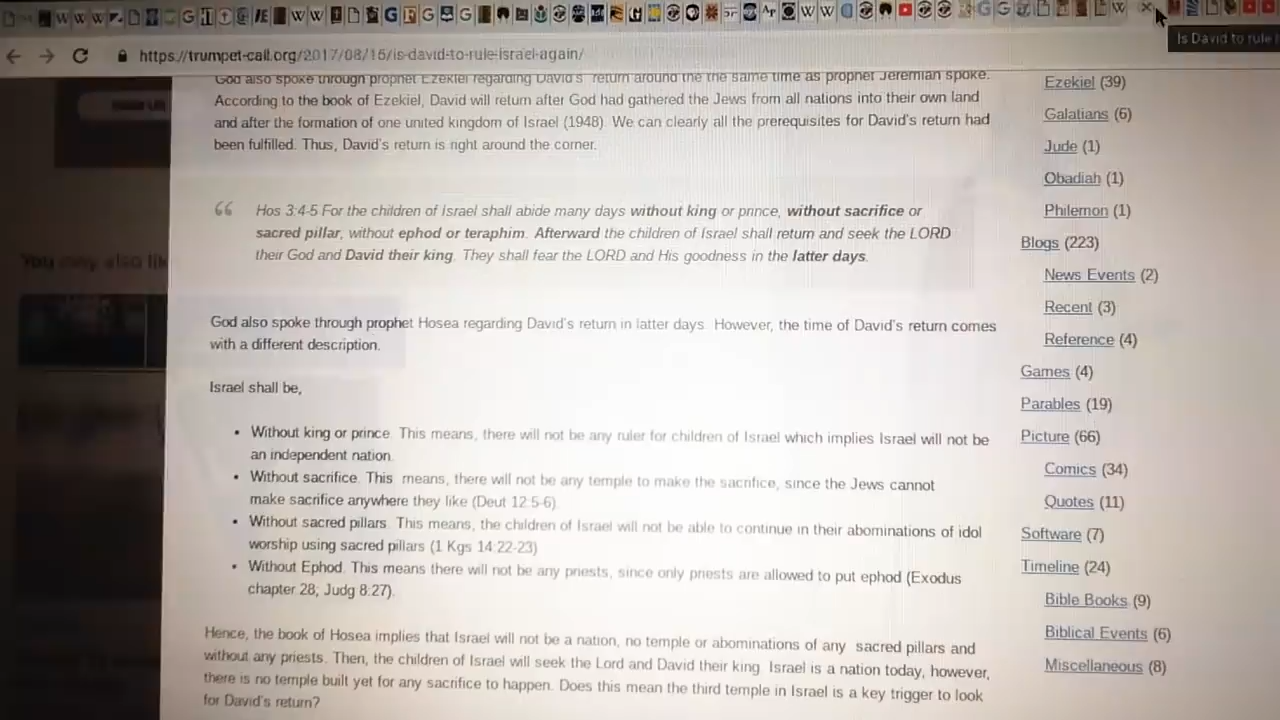 https://trumpet-call.org/2017/08/15/is-david-to-rule-israel-again/
Is David to rule
God also spoke through prophet Ezekiel regarding David's return around the the same time as prophet Jeremiah spoke.
According to the book of Ezekiel, David will return after God had gathered the Jews from all nations into their own land
and after the formation of one united kingdom of Israel (1948). We can clearly all the prerequisites for David's return had
been fulfilled. Thus, David's return is right around the corner.
Hos 3:4-5 For the children of Israel shall abide many days without king or prince, without sacrifice or
sacred pillar, without ephod or teraphim. Afterward the children of Israel shall return and seek the LORD
their God and David their king. They shall fear the LORD and His goodness in the latter days.
God also spoke through prophet Hosea regarding David's return in latter days. However, the time of David's return comes
with a different description.
Israel shall be,
• Without king or prince. This means, there will not be any ruler for children of Israel which implies Israel will not be
an independent nation.
• Without sacrifice. This means, there will not be any temple to make the sacrifice, since the Jews cannot
make sacrifice anywhere they like (Deut 12:5-6)
• Without sacred pillars. This means, the children of Israel will not be able to continue in their abominations of idol
worship using sacred pillars (1 Kgs 14:22-23)
• Without Ephod. This means there will not be any priests, since only priests are allowed to put ephod (Exodus
chapter 28; Judg 8:27).
Hence, the book of Hosea implies that Israel will not be a nation, no temple or abominations of any sacred pillars and
without any priests. Then, the children of Israel will seek the Lord and David their king. Israel is a nation today, however,
there is no temple built yet for any sacrifice to happen. Does this mean the third temple in Israel is a key trigger to look
for David's return?
Ezekiel (39)
Galatians (6)
Jude (1)
Obadiah (1)
Philemon (1)
Blogs (223)
News Events (2)
Recent (3)
Reference (4)
Games (4)
Parables (19)
Picture (66)
Comics (34)
Quotes (11)
Software (7)
Timeline (24)
Bible Books (9)
Biblical Events (6)
Miscellaneous (8)
You may also lik